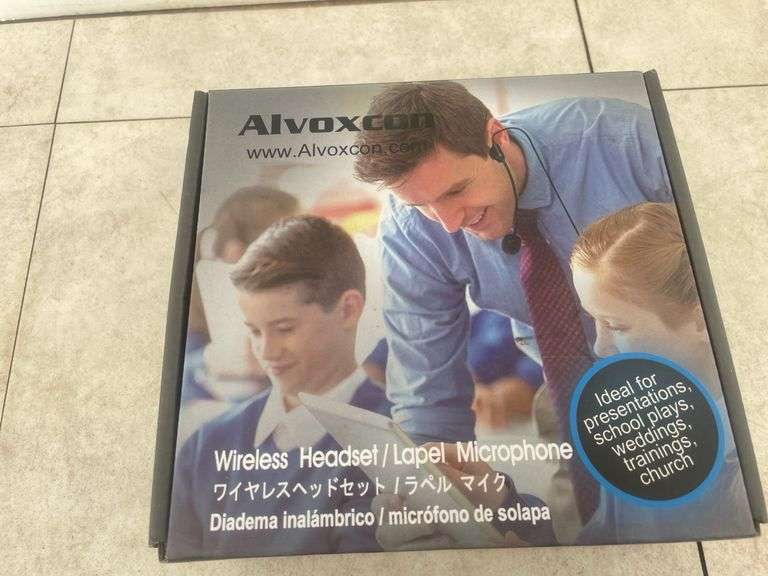 Alvoxcon
www.Alvoxcon.com
Ideal for
presentations,
school plays,
weddings,
trainings,
church
Wireless Headset/Lapel Microphone
ワイヤレスヘッドセット / ラペル マイク
Diadema inalámbrico / micrófono de solapa